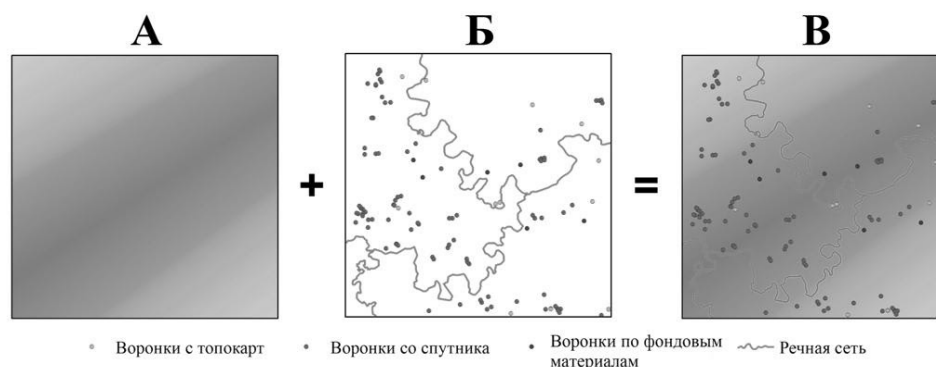 А Б В
+ =
Воронки с топокарт Воронки со спутника Воронки по фондовым Речная сеть
материалам